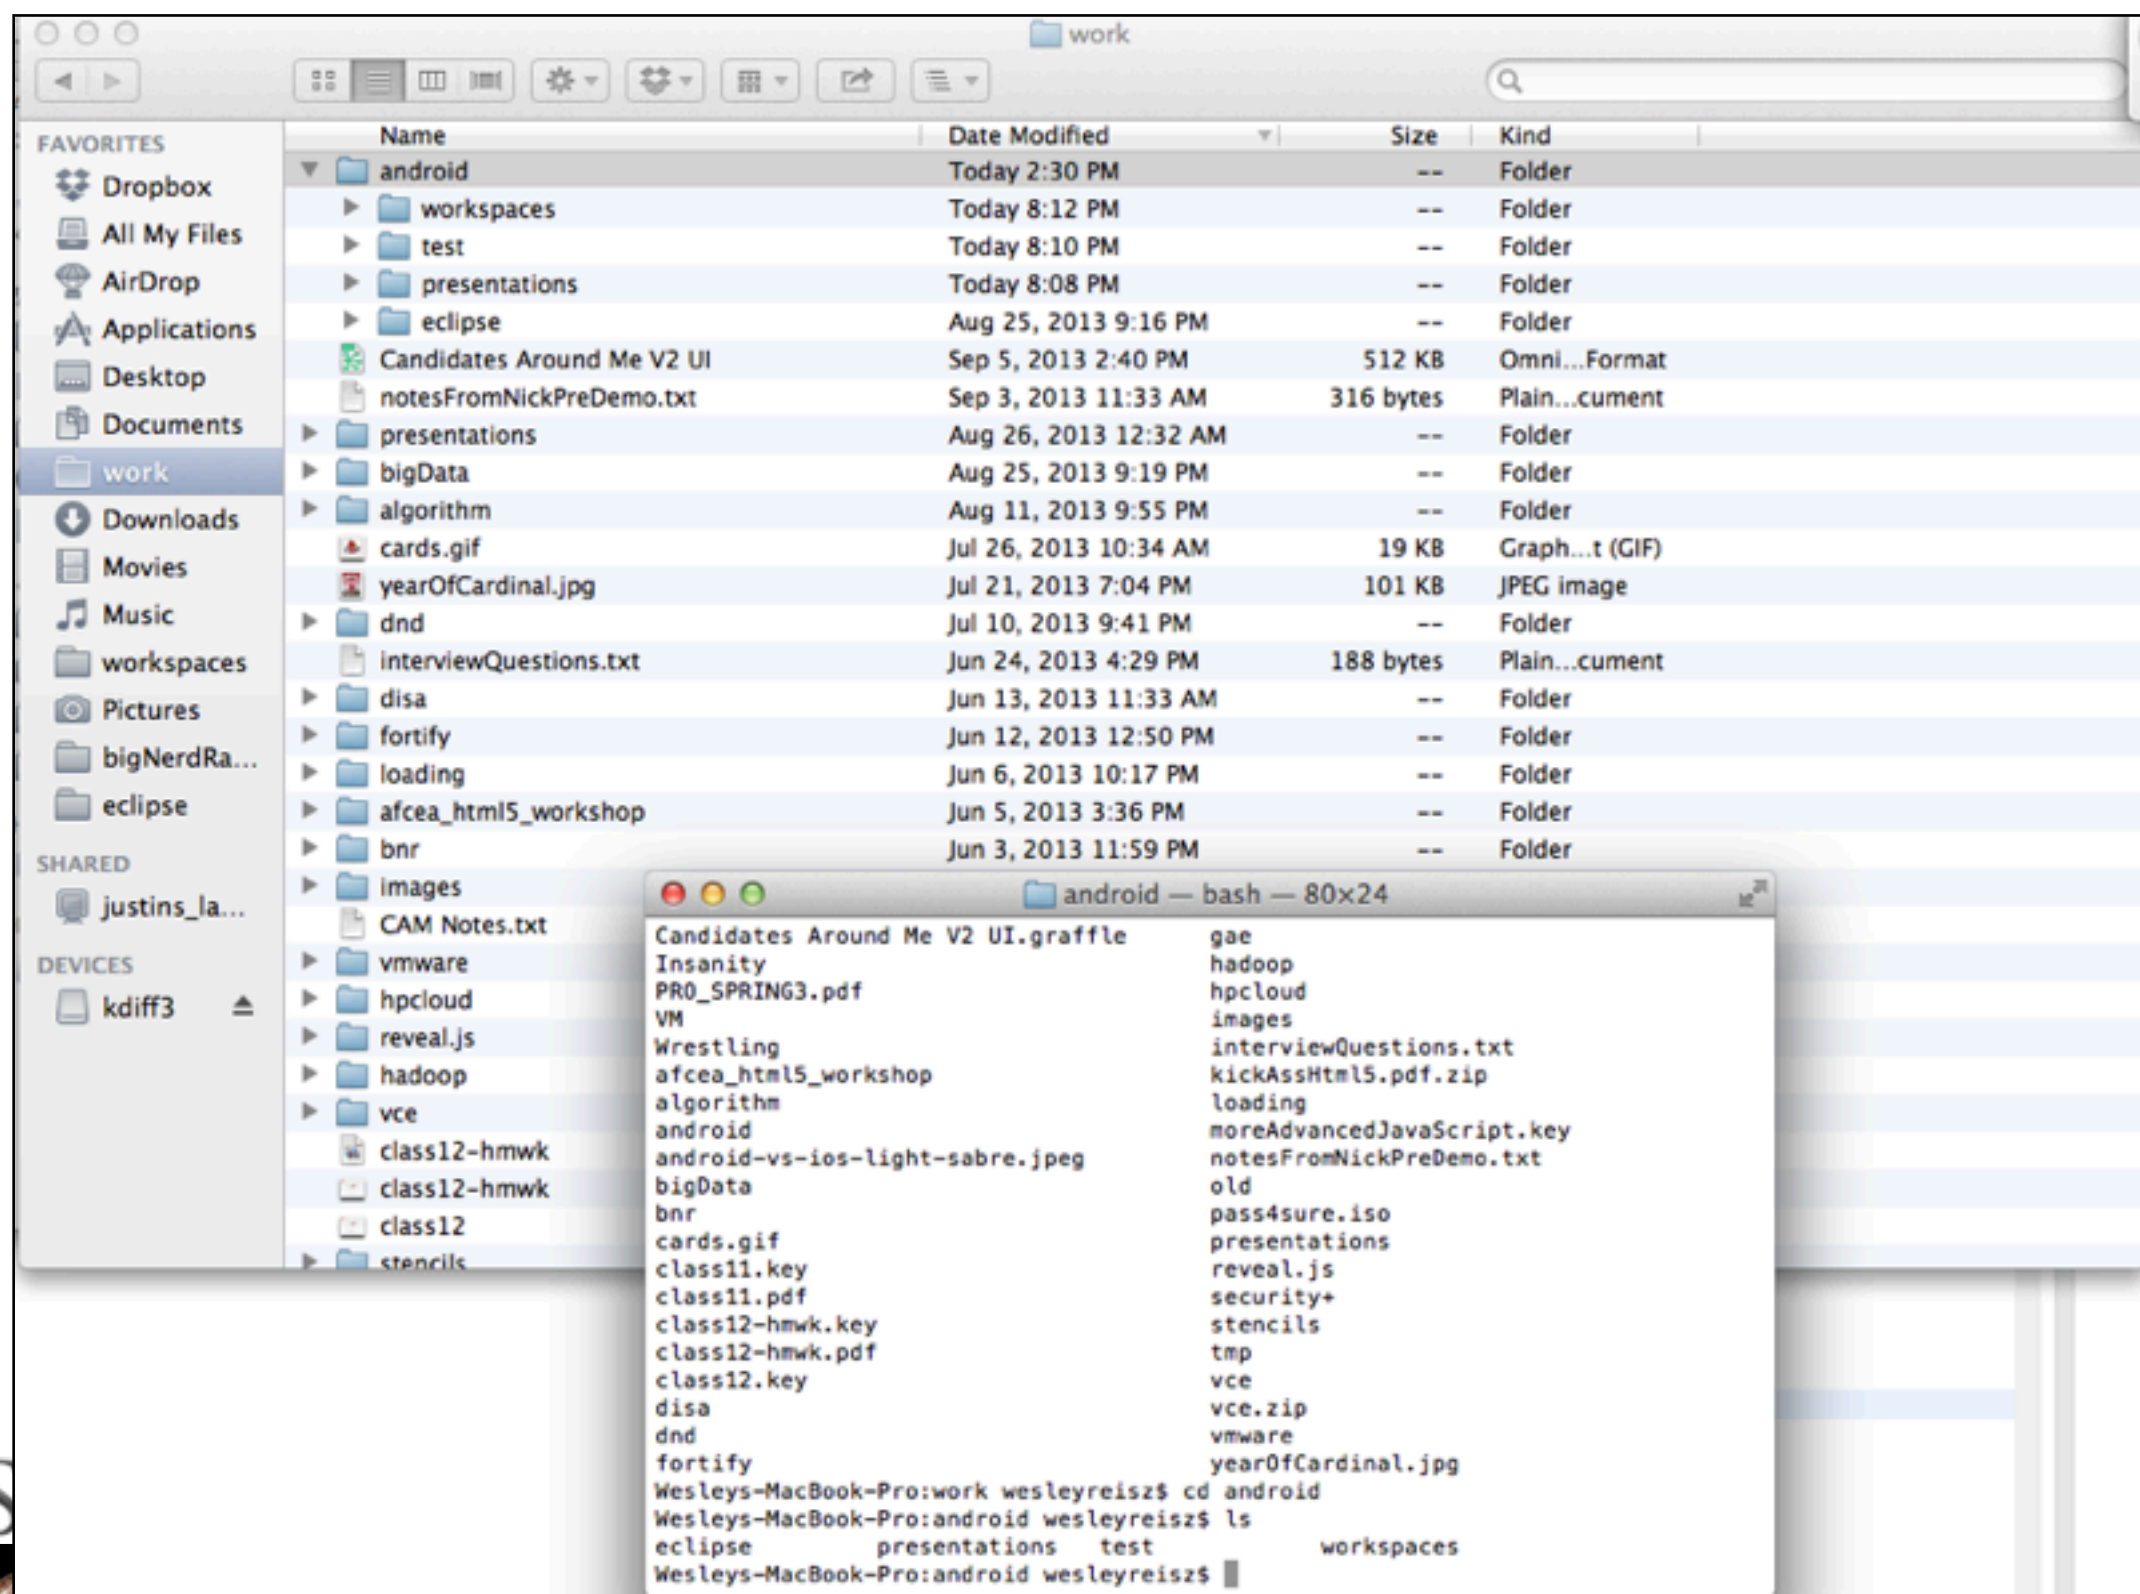 work
FAVORITES
Dropbox
All My Files
AirDrop
Applications
Desktop
Documents
work
Downloads
Movies
Music
workspaces
Pictures
bigNerdRa...
eclipse
SHARED
justins_la...
DEVICES
kdiff3
Name Date Modified Size Kind
android Today 2:30 PM -- Folder
workspaces Today 8:12 PM -- Folder
test Today 8:10 PM -- Folder
presentations Today 8:08 PM -- Folder
eclipse Aug 25, 2013 9:16 PM -- Folder
Candidates Around Me V2 UI Sep 5, 2013 2:40 PM 512 KB Omni...Format
notesFromNickPreDemo.txt Sep 3, 2013 11:33 AM 316 bytes Plain...cument
presentations Aug 26, 2013 12:32 AM -- Folder
bigData Aug 25, 2013 9:19 PM -- Folder
algorithm Aug 11, 2013 9:55 PM -- Folder
cards.gif Jul 26, 2013 10:34 AM 19 KB Graph...t (GIF)
yearOfCardinal.jpg Jul 21, 2013 7:04 PM 101 KB JPEG image
dnd Jul 10, 2013 9:41 PM -- Folder
interviewQuestions.txt Jun 24, 2013 4:29 PM 188 bytes Plain...cument
disa Jun 13, 2013 11:33 AM -- Folder
fortify Jun 12, 2013 12:50 PM -- Folder
loading Jun 6, 2013 10:17 PM -- Folder
afcea_html5_workshop Jun 5, 2013 3:36 PM -- Folder
bnr Jun 3, 2013 11:59 PM -- Folder
images
CAM Notes.txt
vmware
hpcloud
reveal.js
hadoop
vce
class12-hmwk
class12-hmwk
class12
stencils
android — bash — 80×24
Candidates Around Me V2 UI.graffle gae
Insanity hadoop
PRO_SPRING3.pdf hpcloud
VM images
Wrestling interviewQuestions.txt
afcea_html5_workshop kickAssHtml5.pdf.zip
algorithm loading
android moreAdvancedJavaScript.key
android-vs-ios-light-sabre.jpeg notesFromNickPreDemo.txt
bigData old
bnr pass4sure.iso
cards.gif presentations
class11.key reveal.js
class11.pdf security+
class12-hmwk.key stencils
class12-hmwk.pdf tmp
class12.key vce
disa vce.zip
dnd vmware
fortify yearOfCardinal.jpg
Wesleys-MacBook-Pro:work wesleyreisz$ cd android
Wesleys-MacBook-Pro:android wesleyreisz$ ls
eclipse presentations test workspaces
Wesleys-MacBook-Pro:android wesleyreisz$